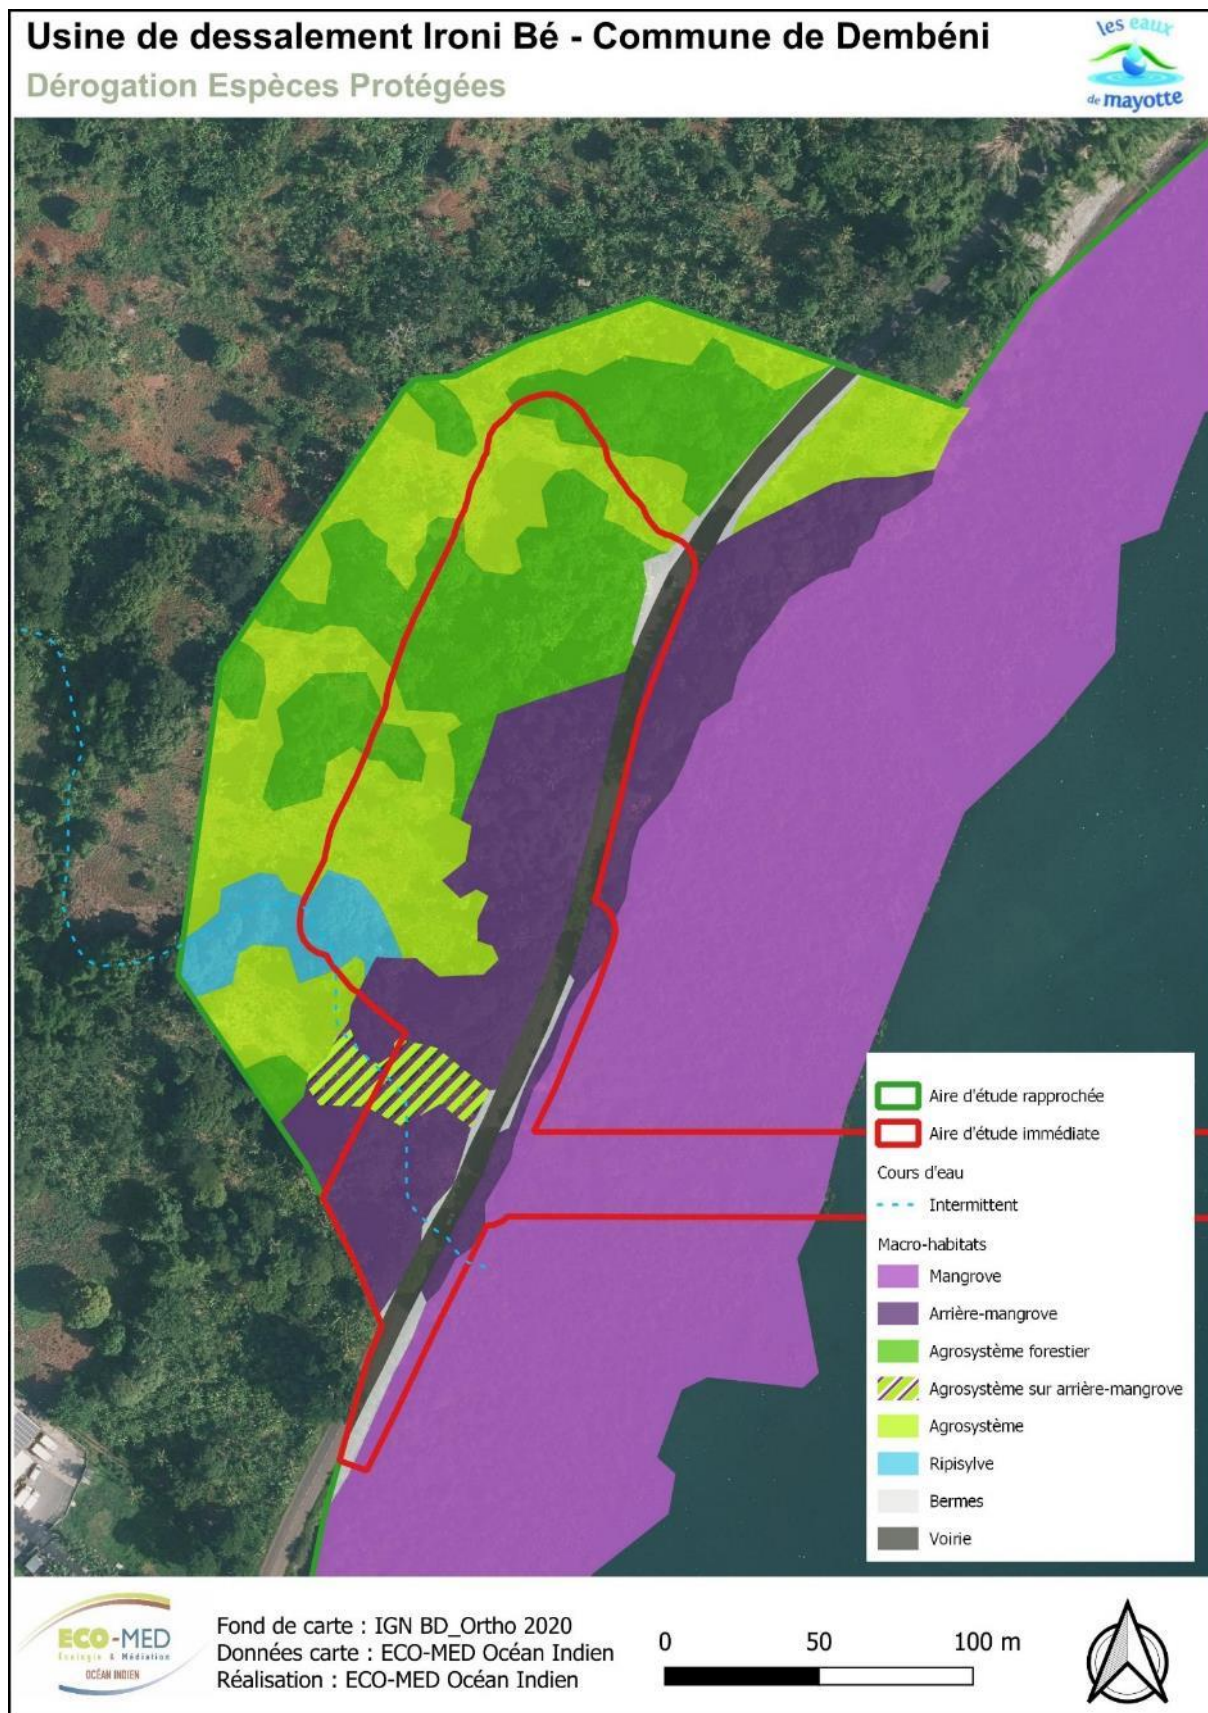 Usine de dessalement Ironi Bé - Commune de Dembéni
Dérogation Espèces Protégées
les eaux
de mayotte
Aire d'étude rapprochée
Aire d'étude immédiate
Cours d'eau
Intermittent
Macro-habitats
Mangrove
Arrière-mangrove
Agrosystème forestier
Agrosystème sur arrière-mangrove
Agrosystème
Ripisylve
Bermes
Voirie
ECO-MED
Ecologie & Médiation
OCÉAN INDIEN
Fond de carte : IGN BD_Ortho 2020
Données carte : ECO-MED Océan Indien
Réalisation : ECO-MED Océan Indien
0 50 100 m